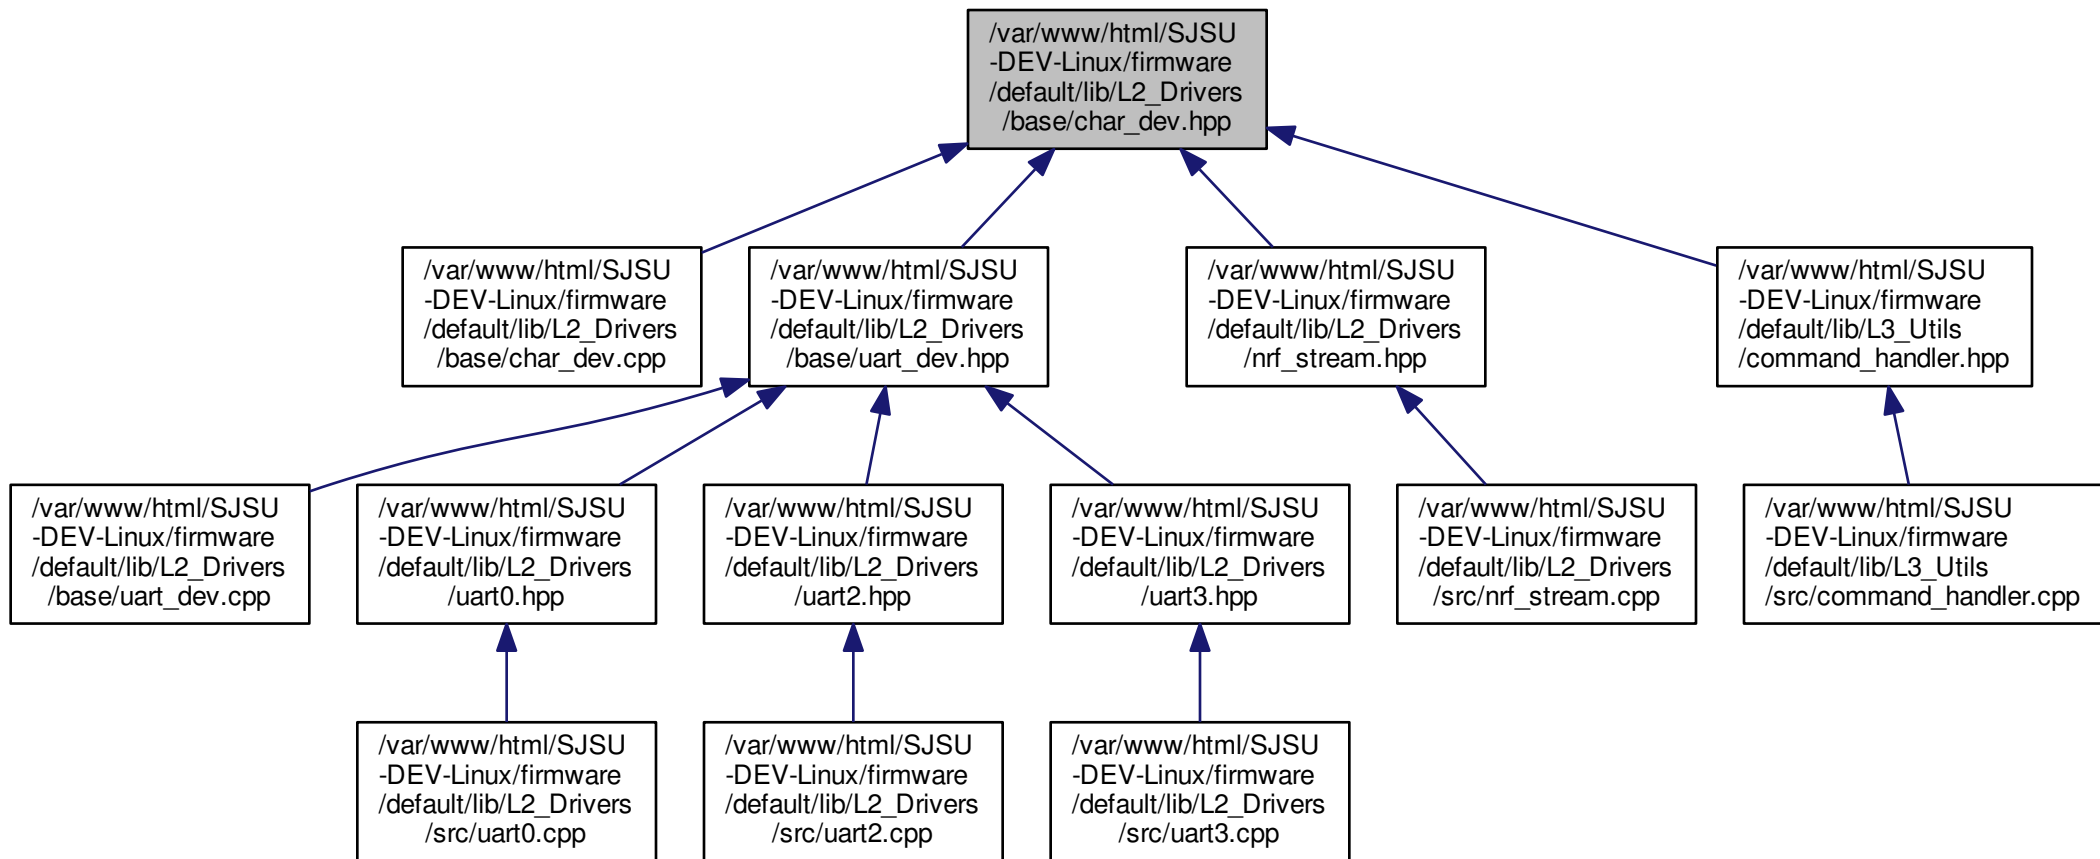 /var/www/html/SJSU
-DEV-Linux/firmware
/default/lib/L2_Drivers
/base/char_dev.hpp
/var/www/html/SJSU
-DEV-Linux/firmware
/default/lib/L2_Drivers
/base/char_dev.cpp
/var/www/html/SJSU
-DEV-Linux/firmware
/default/lib/L2_Drivers
/base/uart_dev.hpp
/var/www/html/SJSU
-DEV-Linux/firmware
/default/lib/L2_Drivers
/nrf_stream.hpp
/var/www/html/SJSU
-DEV-Linux/firmware
/default/lib/L3_Utils
/command_handler.hpp
/var/www/html/SJSU
-DEV-Linux/firmware
/default/lib/L2_Drivers
/base/uart_dev.cpp
/var/www/html/SJSU
-DEV-Linux/firmware
/default/lib/L2_Drivers
/uart0.hpp
/var/www/html/SJSU
-DEV-Linux/firmware
/default/lib/L2_Drivers
/uart2.hpp
/var/www/html/SJSU
-DEV-Linux/firmware
/default/lib/L2_Drivers
/uart3.hpp
/var/www/html/SJSU
-DEV-Linux/firmware
/default/lib/L2_Drivers
/src/nrf_stream.cpp
/var/www/html/SJSU
-DEV-Linux/firmware
/default/lib/L3_Utils
/src/command_handler.cpp
/var/www/html/SJSU
-DEV-Linux/firmware
/default/lib/L2_Drivers
/src/uart0.cpp
/var/www/html/SJSU
-DEV-Linux/firmware
/default/lib/L2_Drivers
/src/uart2.cpp
/var/www/html/SJSU
-DEV-Linux/firmware
/default/lib/L2_Drivers
/src/uart3.cpp